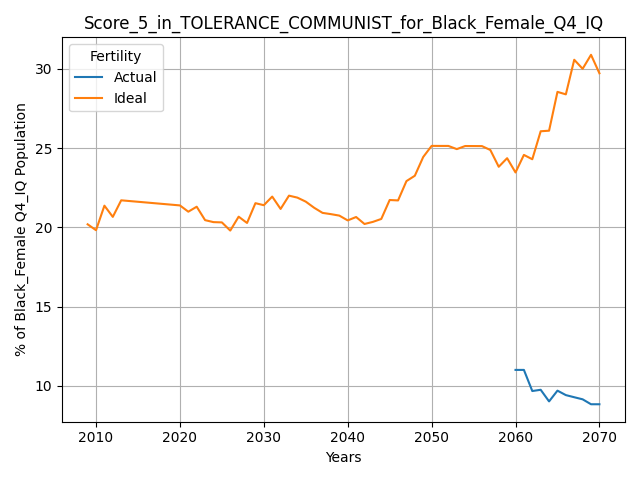 Score_5_in_TOLERANCE_COMMUNIST_for_Black_Female_Q4_IQ
Fertility
Actual
Ideal
% of Black_Female Q4_IQ Population
30
25
20
15
10
2010 2020 2030 2040 2050 2060 2070
Years